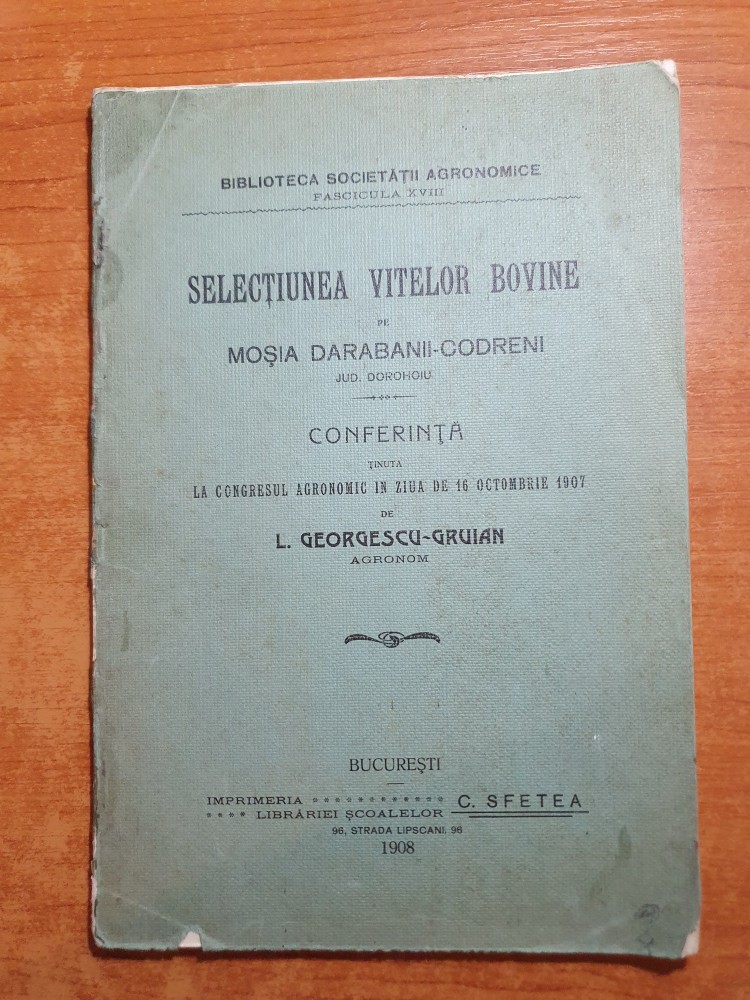 BIBLIOTECA SOCIETĂȚII AGRONOMICE
FASCICULA XVIII
SELECȚIUNEA VITELOR BOVINE
PE
MOȘIA DARABANII-CODRENI
JUD. DOROHOIU
CONFERINȚĂ
ȚINUTA
LA CONGRESUL AGRONOMIC IN ZIUA DE 16 OCTOMBRIE 1907
DE
L. GEORGESCU-GRUIAN
AGRONOM
BUCUREȘTI
IMPRIMERIA
LIBRĂRIEI ȘCOALELOR C. SFETEA
96, STRADA LIPSCANI, 96
1908